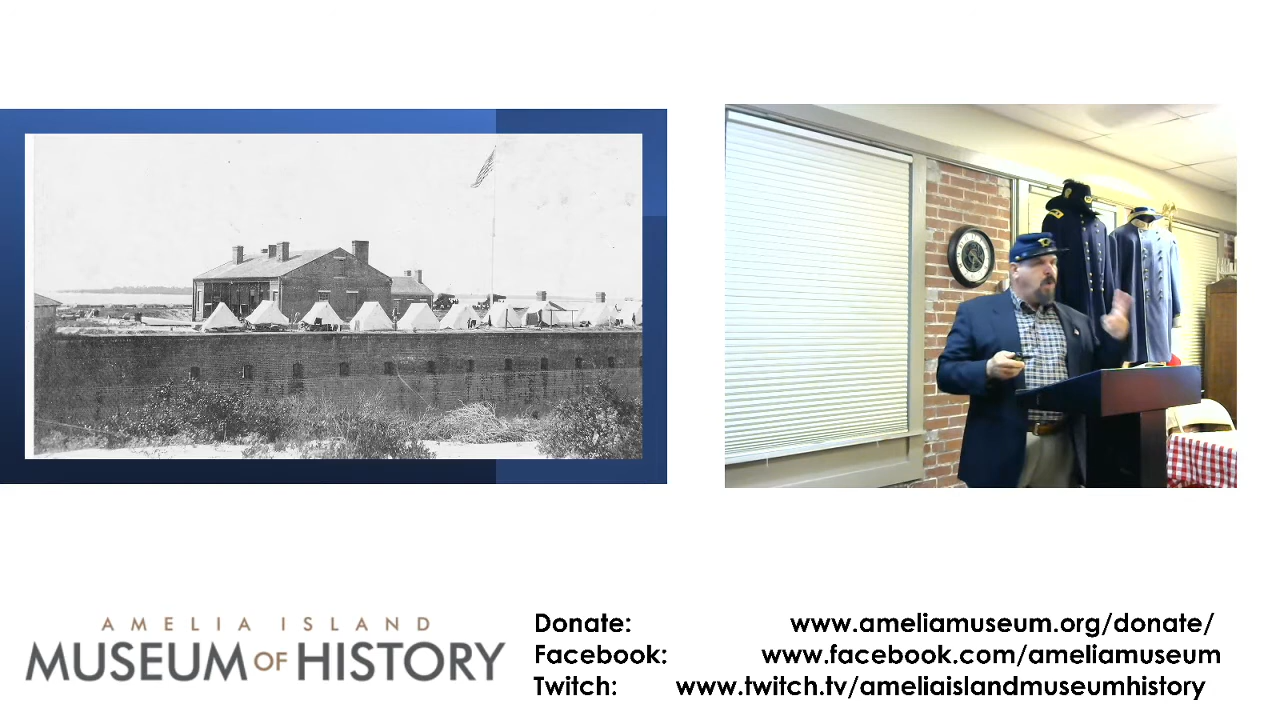 AMELIA ISLAND
MUSEUM OF HISTORY
Donate: www.ameliamuseum.org/donate/
Facebook: www.facebook.com/ameliamuseum
Twitch: www.twitch.tv/ameliaislandmuseumhistory